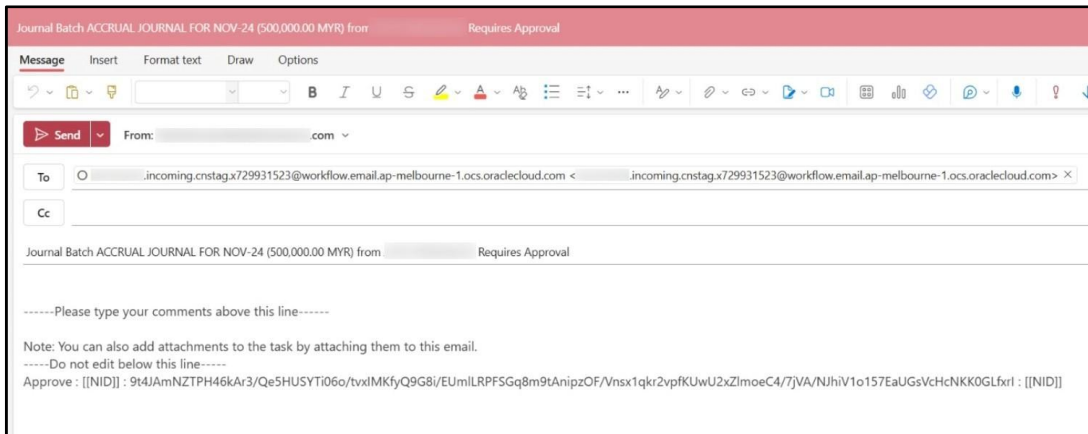 Journal Batch ACCRUAL JOURNAL FOR NOV-24 (500,000.00 MYR) from Requires Approval
Message Insert Format text Draw Options
B I U S A
Send From: .com
To .incoming.cnstag.x729931523@workflow.email.ap-melbourne-1.ocs.oraclecloud.com < .incoming.cnstag.x729931523@workflow.email.ap-melbourne-1.ocs.oraclecloud.com>
Cc
Journal Batch ACCRUAL JOURNAL FOR NOV-24 (500,000.00 MYR) from Requires Approval
------Please type your comments above this line------
Note: You can also add attachments to the task by attaching them to this email.
-----Do not edit below this line-----
Approve : [[NID]] : 9t4JAmNZTPH46kAr3/Qe5HUSYTi06o/tvxIMKfyQ9G8i/EUmlLRPFSGq8m9tAnipzOF/Vnsx1qkr2vpfKUwU2xZlmoeC4/7jVA/NJhiV1o157EaUGsVcHcNKK0GLfxrI : [[NID]]